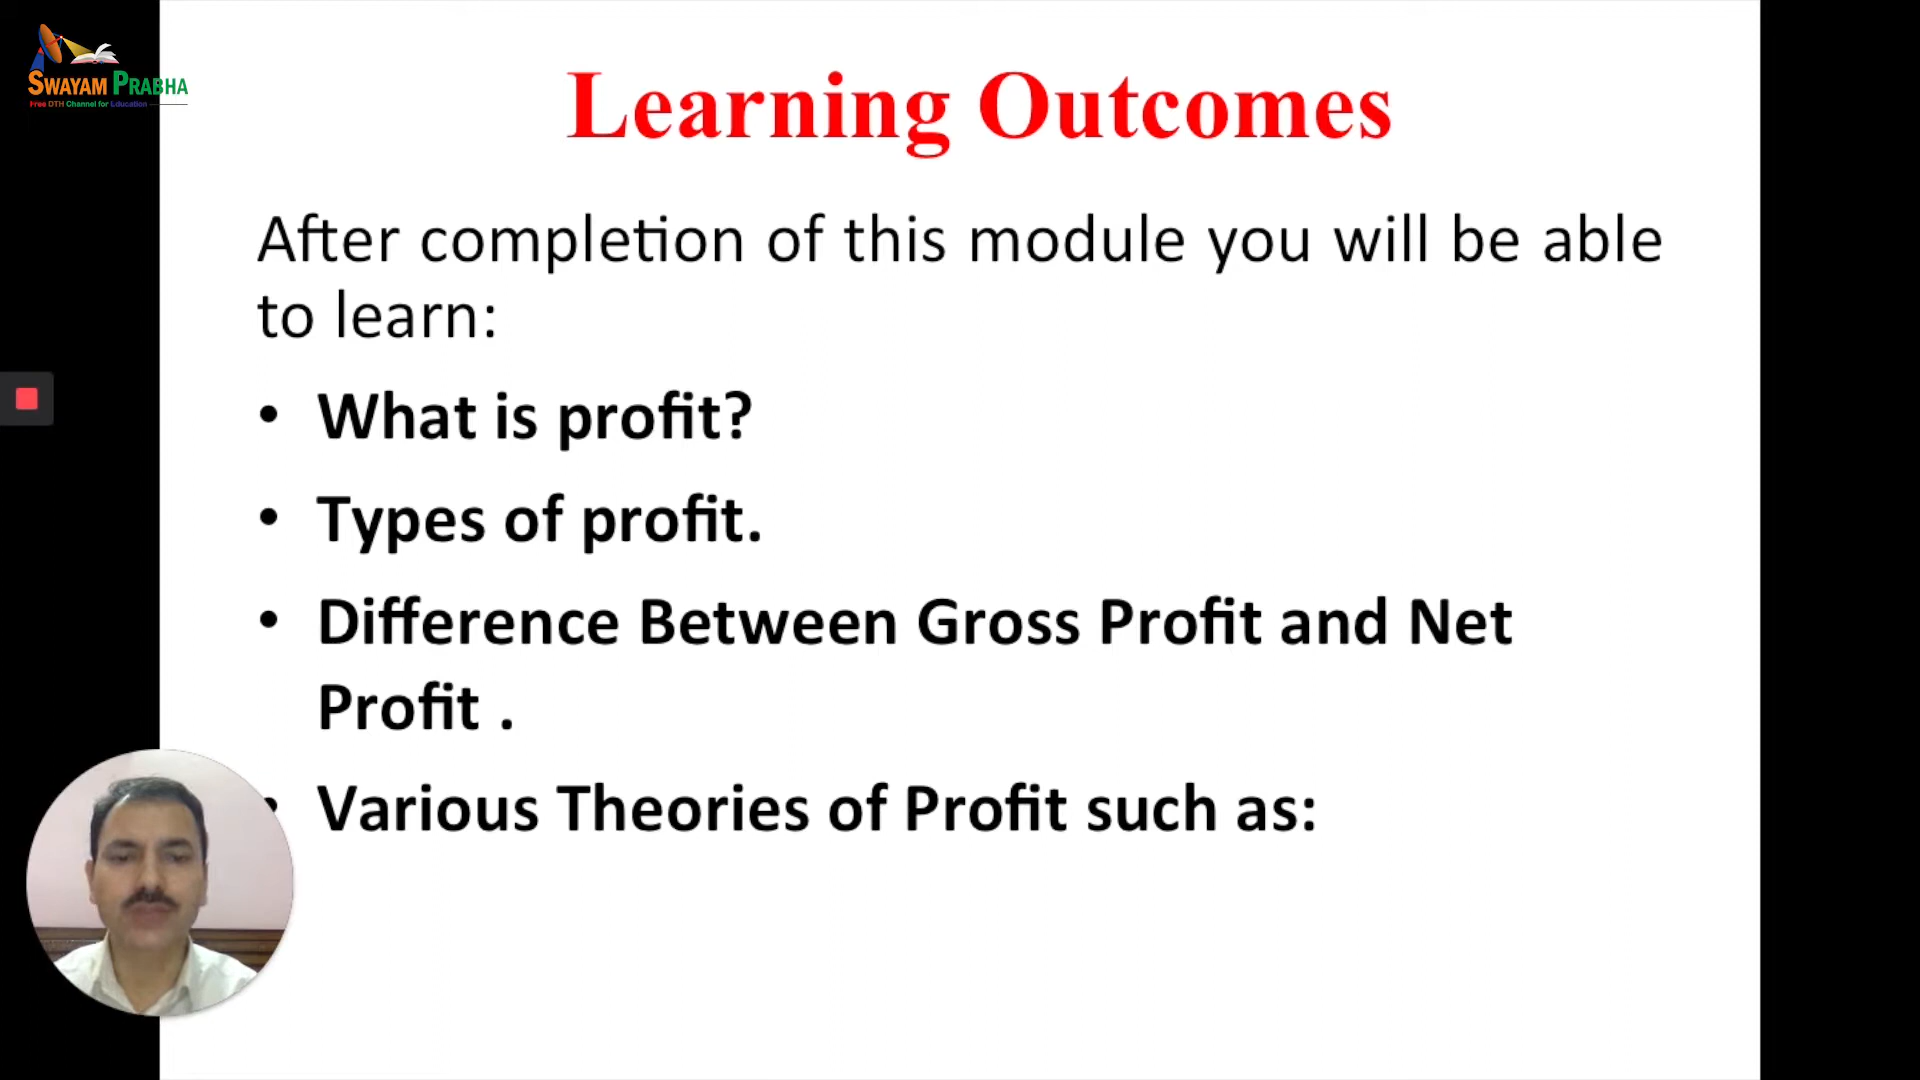 SWAYAM PRABHA
Free DTH Channel for Education
Learning Outcomes
After completion of this module you will be able
to learn:
• What is profit?
• Types of profit.
• Difference Between Gross Profit and Net
Profit .
• Various Theories of Profit such as: